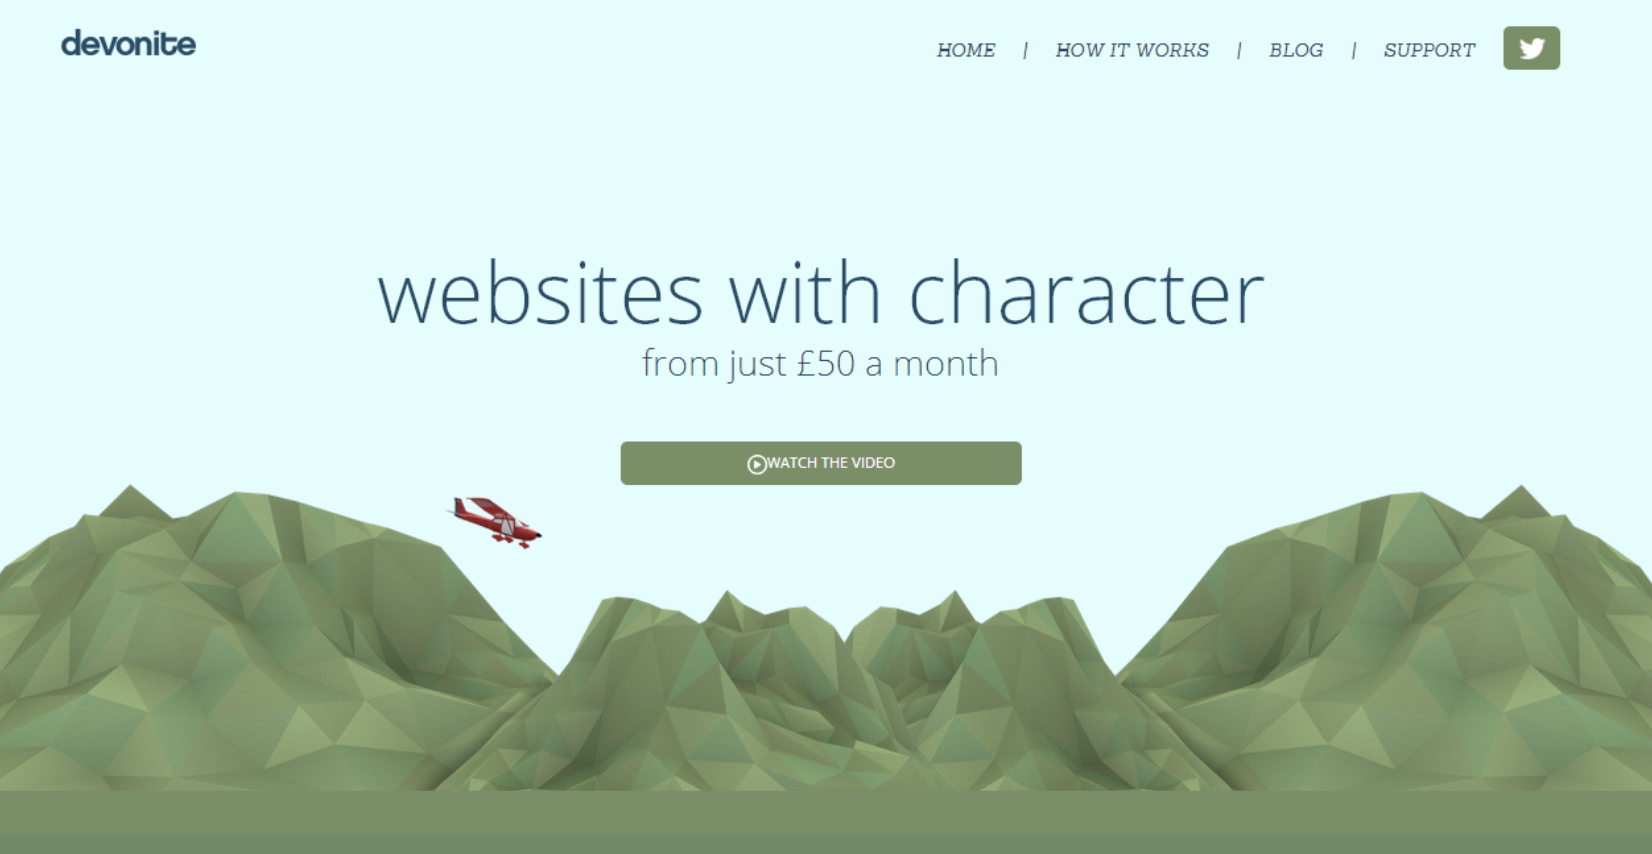 devonite
HOME | HOW IT WORKS | BLOG | SUPPORT
websites with character
from just £50 a month
WATCH THE VIDEO